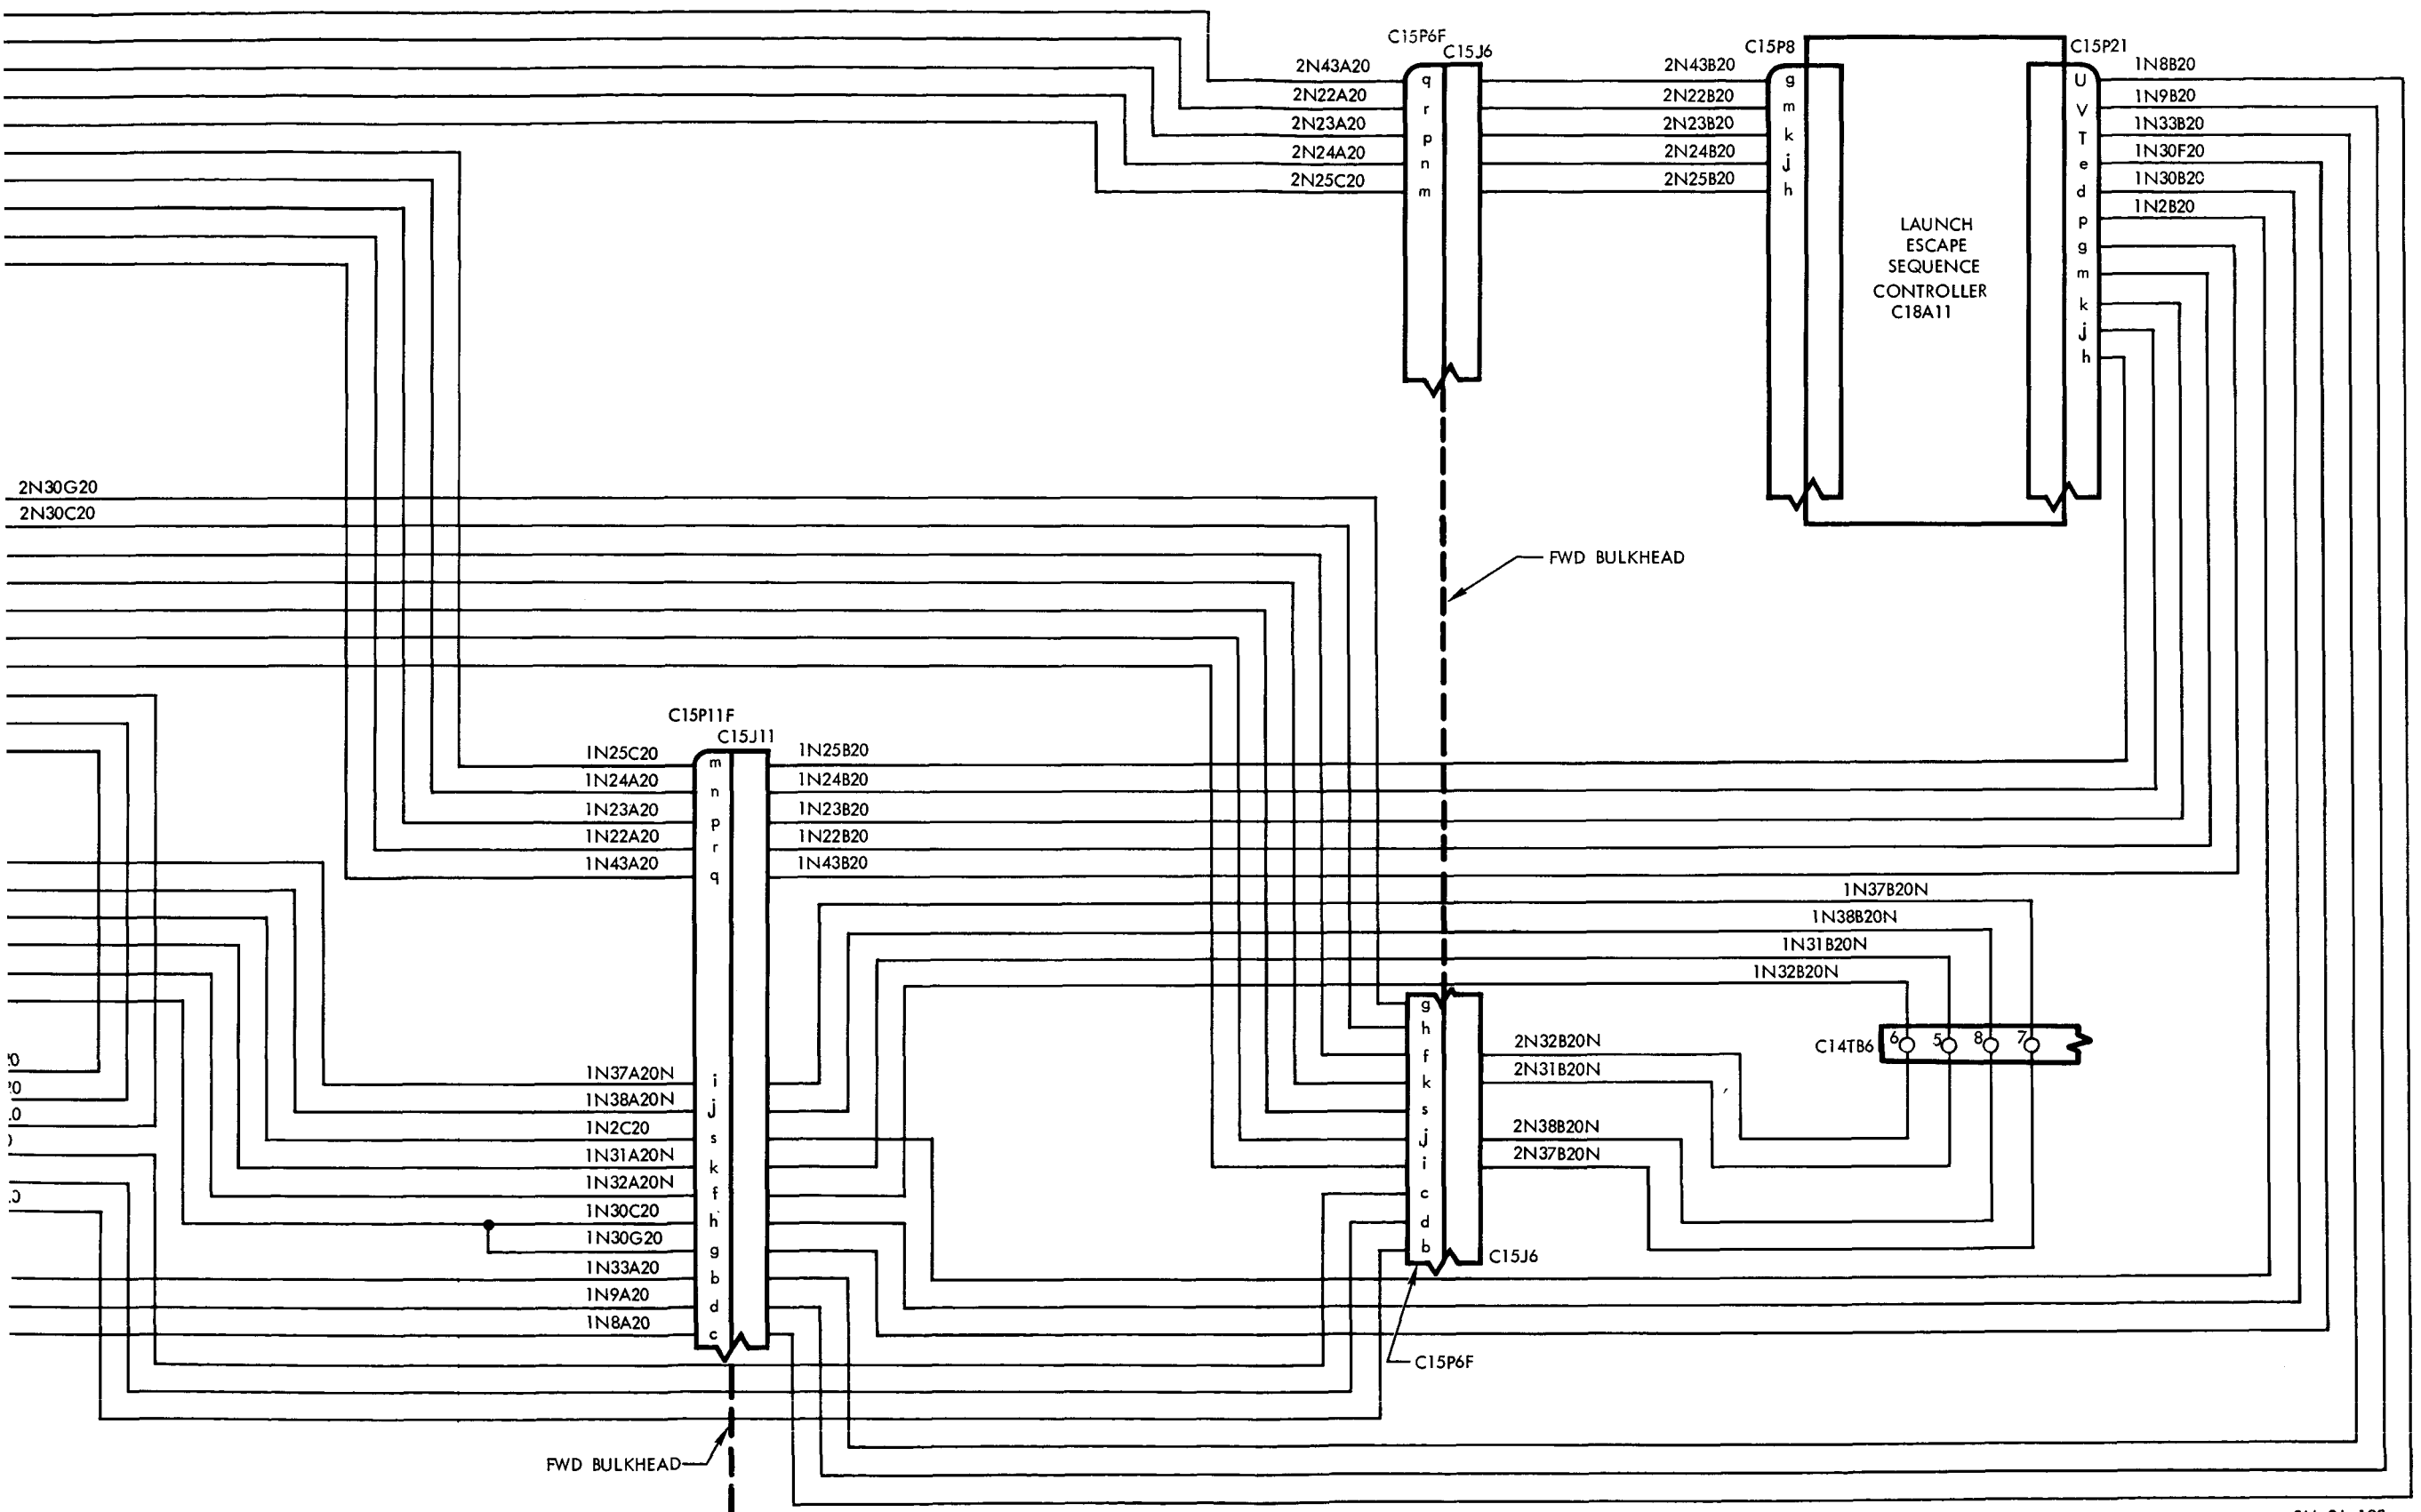 C15P6F
C15J6
2N43A20
2N22A20
2N23A20
2N24A20
2N25C20
q
r
p
n
m
2N43B20
2N22B20
2N23B20
2N24B20
2N25B20
C15P8
g
m
k
j
h
LAUNCH
ESCAPE
SEQUENCE
CONTROLLER
C18A11
C15P21
U
V
T
e
d
p
g
m
k
j
h
1N8B20
1N9B20
1N33B20
1N30F20
1N30B20
1N2B20
2N30G20
2N30C20
FWD BULKHEAD
C15P11F
C15J11
1N25C20
1N24A20
1N23A20
1N22A20
1N43A20
m
n
p
r
q
1N25B20
1N24B20
1N23B20
1N22B20
1N43B20
1N37B20N
1N38B20N
1N31B20N
1N32B20N
1N37A20N
1N38A20N
1N2C20
1N31A20N
1N32A20N
1N30C20
1N30G20
1N33A20
1N9A20
1N8A20
i
j
s
k
f
h
g
b
d
c
g
h
f
k
s
j
i
c
d
b
2N32B20N
2N31B20N
2N38B20N
2N37B20N
C15J6
C15P6F
C14TB6
6 5 8 7
FWD BULKHEAD